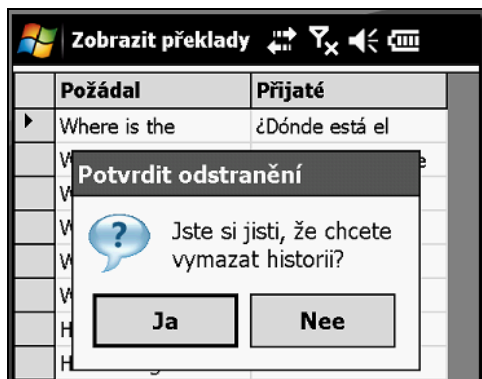 Zobrazit překlady
Požádal Přijaté
Where is the ¿Dónde está el
Potvrdit odstranění
Jste si jisti, že chcete
vymazat historii?
Ja Nee